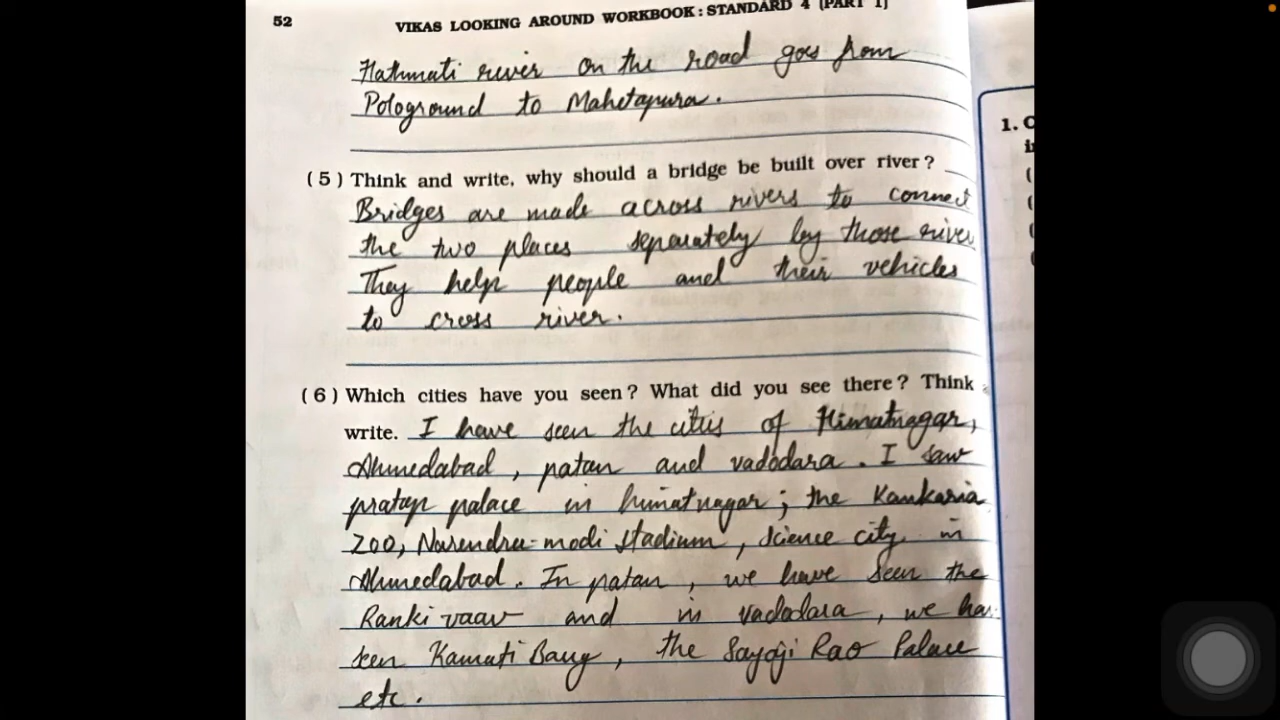 52
VIKAS LOOKING AROUND WORKBOOK : STANDARD 4 [PART 1]
Hathmati river on the road goes from
Pologround to Mahetapura.
(5) Think and write, why should a bridge be built over river?
Bridges are made across rivers to connect
the two places separately by those river
They help people and their vehicles
to cross river.
(6) Which cities have you seen? What did you see there? Think
write. I have seen the cities of Himatnagar,
Ahmedabad, patan and vadodara. I saw
pratap palace in himatnagar; the Kankaria
Zoo, Narendra-modi stadium, science city in
Ahmedabad. In patan, we have seen the
Ranki vaav and in vadodara, we ha
seen Kamati Baug, the Sayaji Rao Palace
etc.
1.